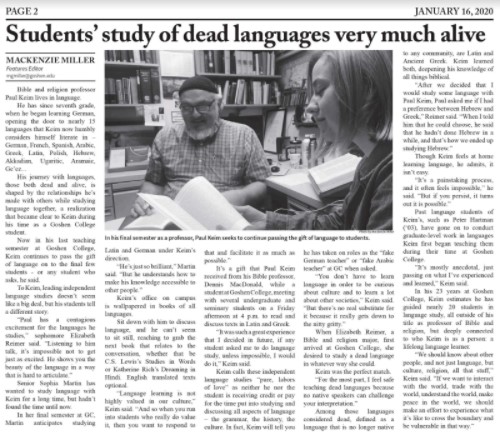 PAGE 2
JANUARY 16, 2020
Students' study of dead languages very much alive
MACKENZIE MILLER
Features Editor
mgmiller@goshen.edu
Bible and religion professor
Paul Keim lives in language.
He has since seventh grade,
when he began learning German,
opening the door to nearly 15
languages that Keim now humbly
considers himself literate in –
German, French, Spanish, Arabic,
Greek, Latin, Polish, Hebrew,
Akkadian, Ugaritic, Aramaic,
Ge'ez...
His journey with languages,
those both dead and alive, is
shaped by the relationships he's
made with others while studying
language together, a realization
that became clear to Keim during
his time as a Goshen College
student.
Now in his last teaching
semester at Goshen College,
Keim continues to pass the gift
of language on to the final few
students - or any student who
asks, he said.
To Keim, leading independent
language studies doesn't seem
like a big deal, but his students tell
a different story.
"Paul has a contagious
excitement for the languages he
studies," sophomore Elizabeth
Reimer said. "Listening to him
talk, it's impossible not to get
just as excited. He shows you the
beauty of the language in a way
that is hard to articulate."
Senior Sophia Martin has
wanted to study language with
Keim for a long time, but hadn't
found the time until now.
In her final semester at GC,
Martin anticipates studying
In his final semester as a professor, Paul Keim seeks to continue passing the gift of language to students.
Latin and German under Keim's
direction.
"He's just so brilliant," Martin
said. "But he understands how to
make his knowledge accessible to
other people."
Keim's office on campus is
wallpapered in books of all
languages.
Sit down with him to discuss
language, and he can't seem
to sit still, reaching to grab the
next book that relates to the
conversation, whether that be
C.S. Lewis's Studies in Words
or Katherine Rich's Dreaming in
Hindi. English translated texts
optional.
"Language learning is not
highly valued in our culture,"
Keim said. "And so when you run
into students who really do value
it, then you want to respond to
that and facilitate it as much as
possible."
It's a gift that Paul Keim
received from his Bible professor,
Dennis MacDonald, while a
student at Goshen College, meeting
with several undergraduate and
seminary students on a Friday
afternoon at 4 p.m. to read and
discuss texts in Latin and Greek.
"It was such a great experience
that I decided in future, if any
student asked me to do language
study, unless impossible, I would
do it," Keim said.
Keim calls these independent
language studies "pure, labors
of love" as neither he nor the
student is receiving credit or pay
for the time put into studying and
discussing all aspects of language
– the grammar, the history, the
culture. In fact, Keim will tell you
he has taken on roles as the "fake
German teacher" or "fake Arabic
teacher" at GC when asked.
"You don't have to learn
language in order to be curious
about culture and to learn a lot
about other societies," Keim said.
"But there's no real substitute for
it because it really gets down to
the nitty gritty."
When Elizabeth Reimer, a
Bible and religion major, first
arrived at Goshen College, she
desired to study a dead language
in whatever way she could.
Keim was the perfect match.
"For the most part, I feel safe
teaching dead languages because
no native speakers can challenge
your interpretation."
Among those languages
considered dead, defined as a
language that is no longer native
to any community, are Latin and
Ancient Greek. Keim learned
both, deepening his knowledge of
all things biblical.
"After we decided that I
would study some language with
Paul Keim, Paul asked me if I had
a preference between Hebrew and
Greek," Reimer said. "When I told
him that he could choose, he said
that he hadn't done Hebrew in a
while, and that's how we ended up
studying Hebrew."
Though Keim feels at home
learning language, he admits, it
isn't easy.
"It's a painstaking process,
and it often feels impossible," he
said. "But if you persist, it turns
out it is possible."
Past language students of
Keim's, such as Peter Hartman
('03), have gone on to conduct
graduate-level work in languages
Keim first began teaching them
during their time at Goshen
College.
"It's mostly unedited, just
passing on what I've experienced
and learned," Keim said.
In his 23 years at Goshen
College, Keim estimates he has
guided nearly 20 students in
language study, all outside of his
title as professor of Bible and
religion, but deeply connected
to who Keim is as a person: a
lifelong language learner.
"We should learn about other
people, and not just language, but
culture, religion, all that stuff,"
Keim said. "If we want to interact
with the world, trade with the
world, understand the world, make
peace in the world, we should
make an effort to experience what
it's like to cross the boundary and
be vulnerable in that way."